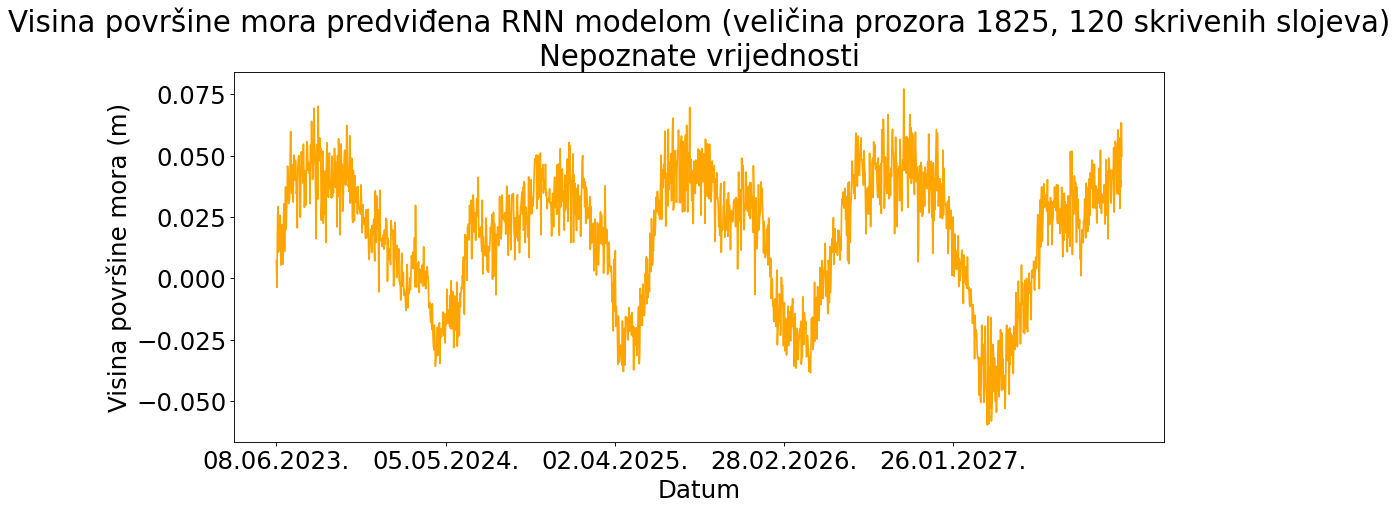 Visina površine mora predviđena RNN modelom (veličina prozora 1825, 120 skrivenih slojeva)
Nepoznate vrijednosti
Visina površine mora (m)
0.075
0.050
0.025
0.000
−0.025
−0.050
08.06.2023. 05.05.2024. 02.04.2025. 28.02.2026. 26.01.2027.
Datum